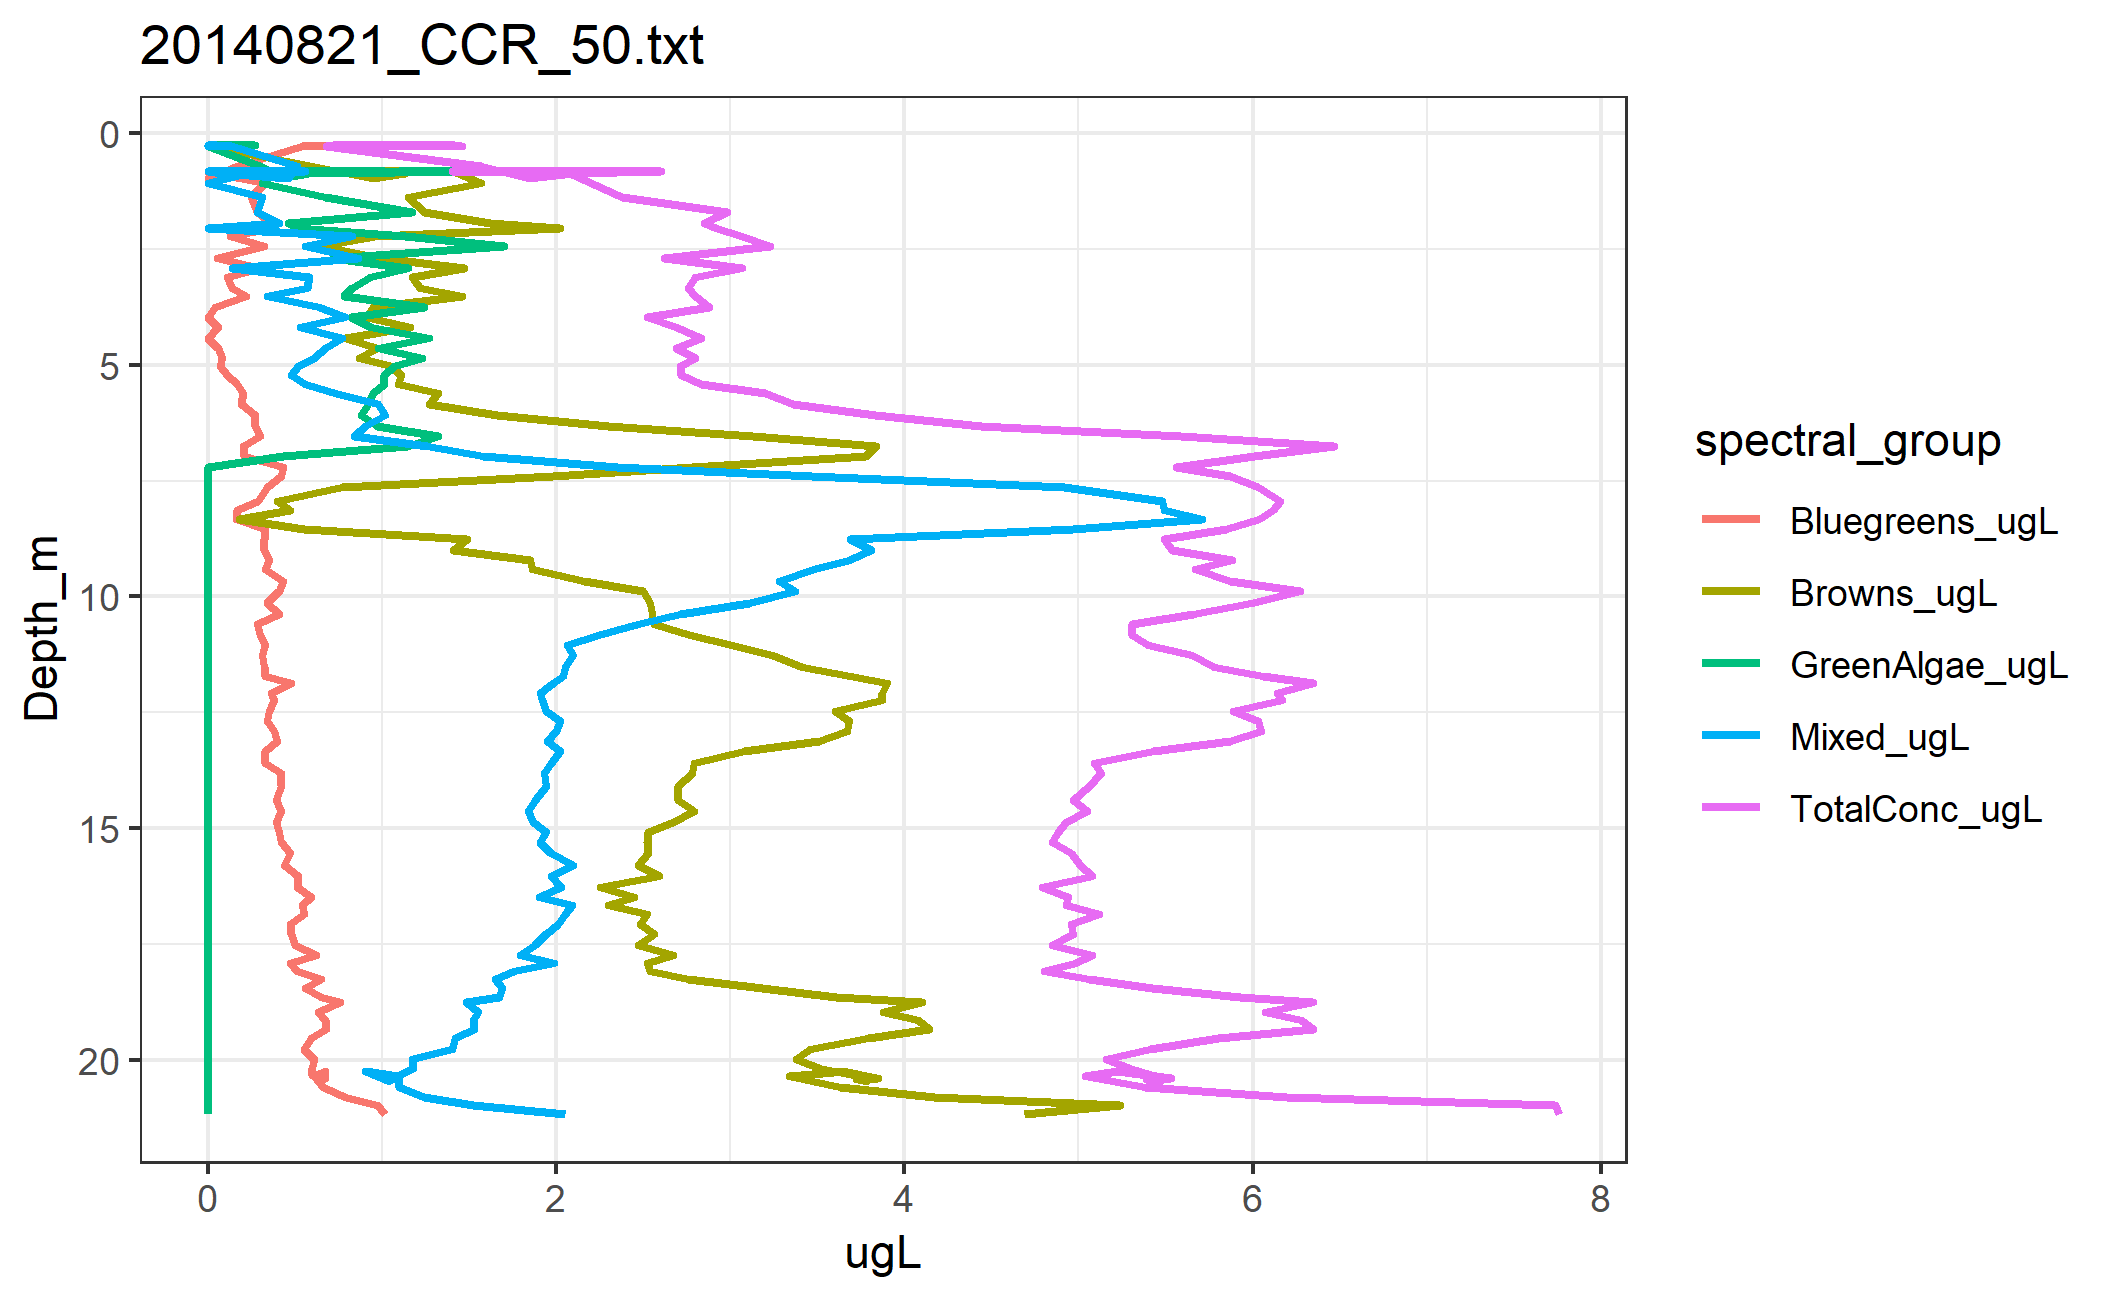 20140821_CCR_50.txt
Depth_m
0
5
10
15
20
0 2 4 6 8
ugL
spectral_group
Bluegreens_ugL
Browns_ugL
GreenAlgae_ugL
Mixed_ugL
TotalConc_ugL